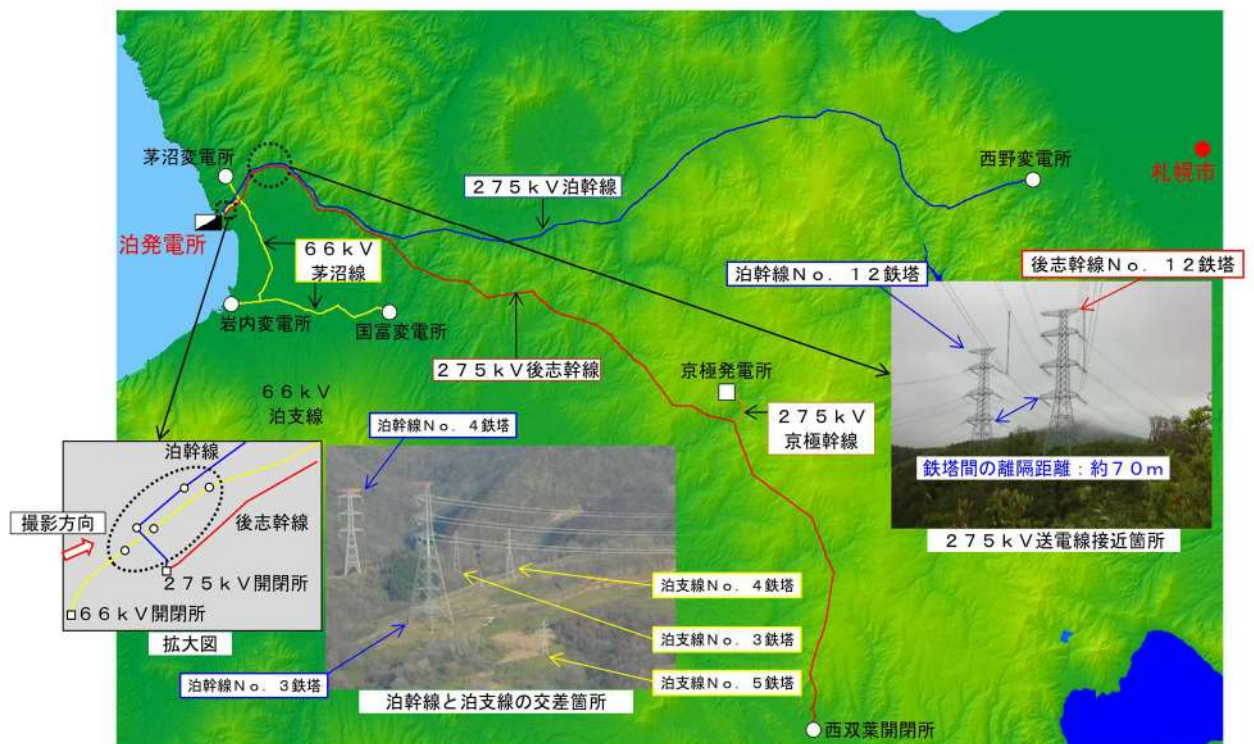 茅沼変電所
泊発電所
６６ｋＶ
茅沼線
岩内変電所
国富変電所
２７５ｋＶ泊幹線
西野変電所
札幌市
泊幹線Ｎｏ．１２鉄塔
後志幹線Ｎｏ．１２鉄塔
鉄塔間の離隔距離：約７０ｍ
２７５ｋＶ送電線接近箇所
２７５ｋＶ後志幹線
京極発電所
２７５ｋＶ
京極幹線
６６ｋＶ
泊支線
泊幹線
後志幹線
撮影方向
２７５ｋＶ開閉所
６６ｋＶ開閉所
拡大図
泊幹線Ｎｏ．４鉄塔
泊支線Ｎｏ．４鉄塔
泊支線Ｎｏ．３鉄塔
泊支線Ｎｏ．５鉄塔
泊幹線Ｎｏ．３鉄塔
泊幹線と泊支線の交差箇所
西双葉開閉所